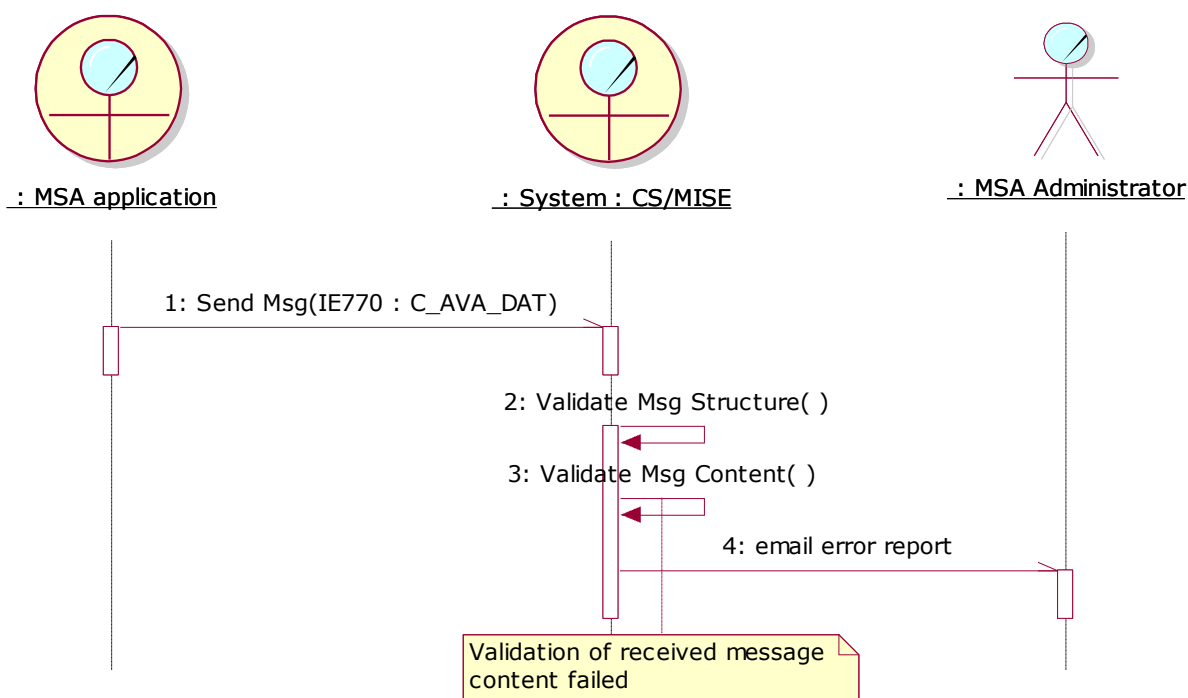 : MSA application
: System : CS/MISE
: MSA Administrator
1: Send Msg(IE770 : C_AVA_DAT)
2: Validate Msg Structure( )
3: Validate Msg Content( )
4: email error report
Validation of received message
content failed